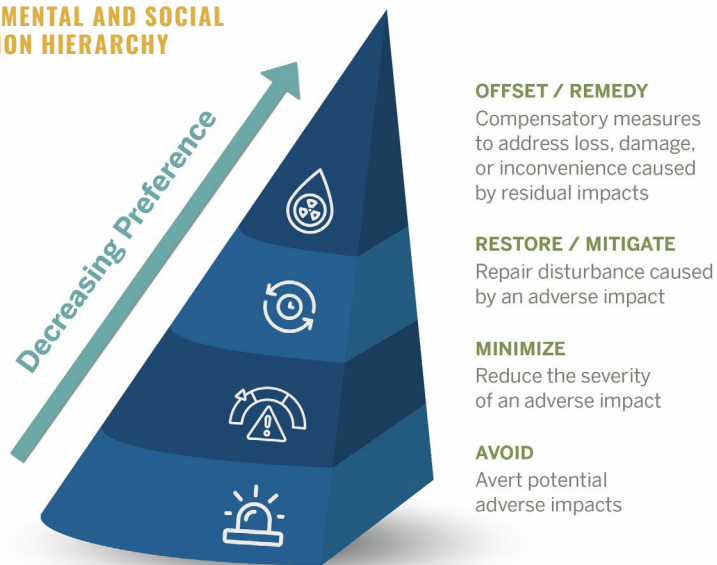 MENTAL AND SOCIAL
ION HIERARCHY
Decreasing Preference
OFFSET / REMEDY
Compensatory measures
to address loss, damage,
or inconvenience caused
by residual impacts
RESTORE / MITIGATE
Repair disturbance caused
by an adverse impact
MINIMIZE
Reduce the severity
of an adverse impact
AVOID
Avert potential
adverse impacts